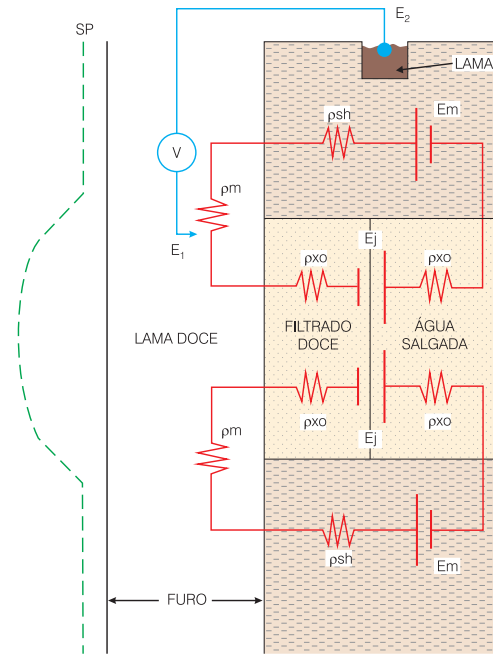 SP
E2
LAMA
ρsh
Em
V
ρm
E1
Ej
ρxo
ρxo
LAMA DOCE
FILTRADO
DOCE
ÁGUA
SALGADA
ρxo
ρxo
ρm
Ej
ρsh
Em
FURO